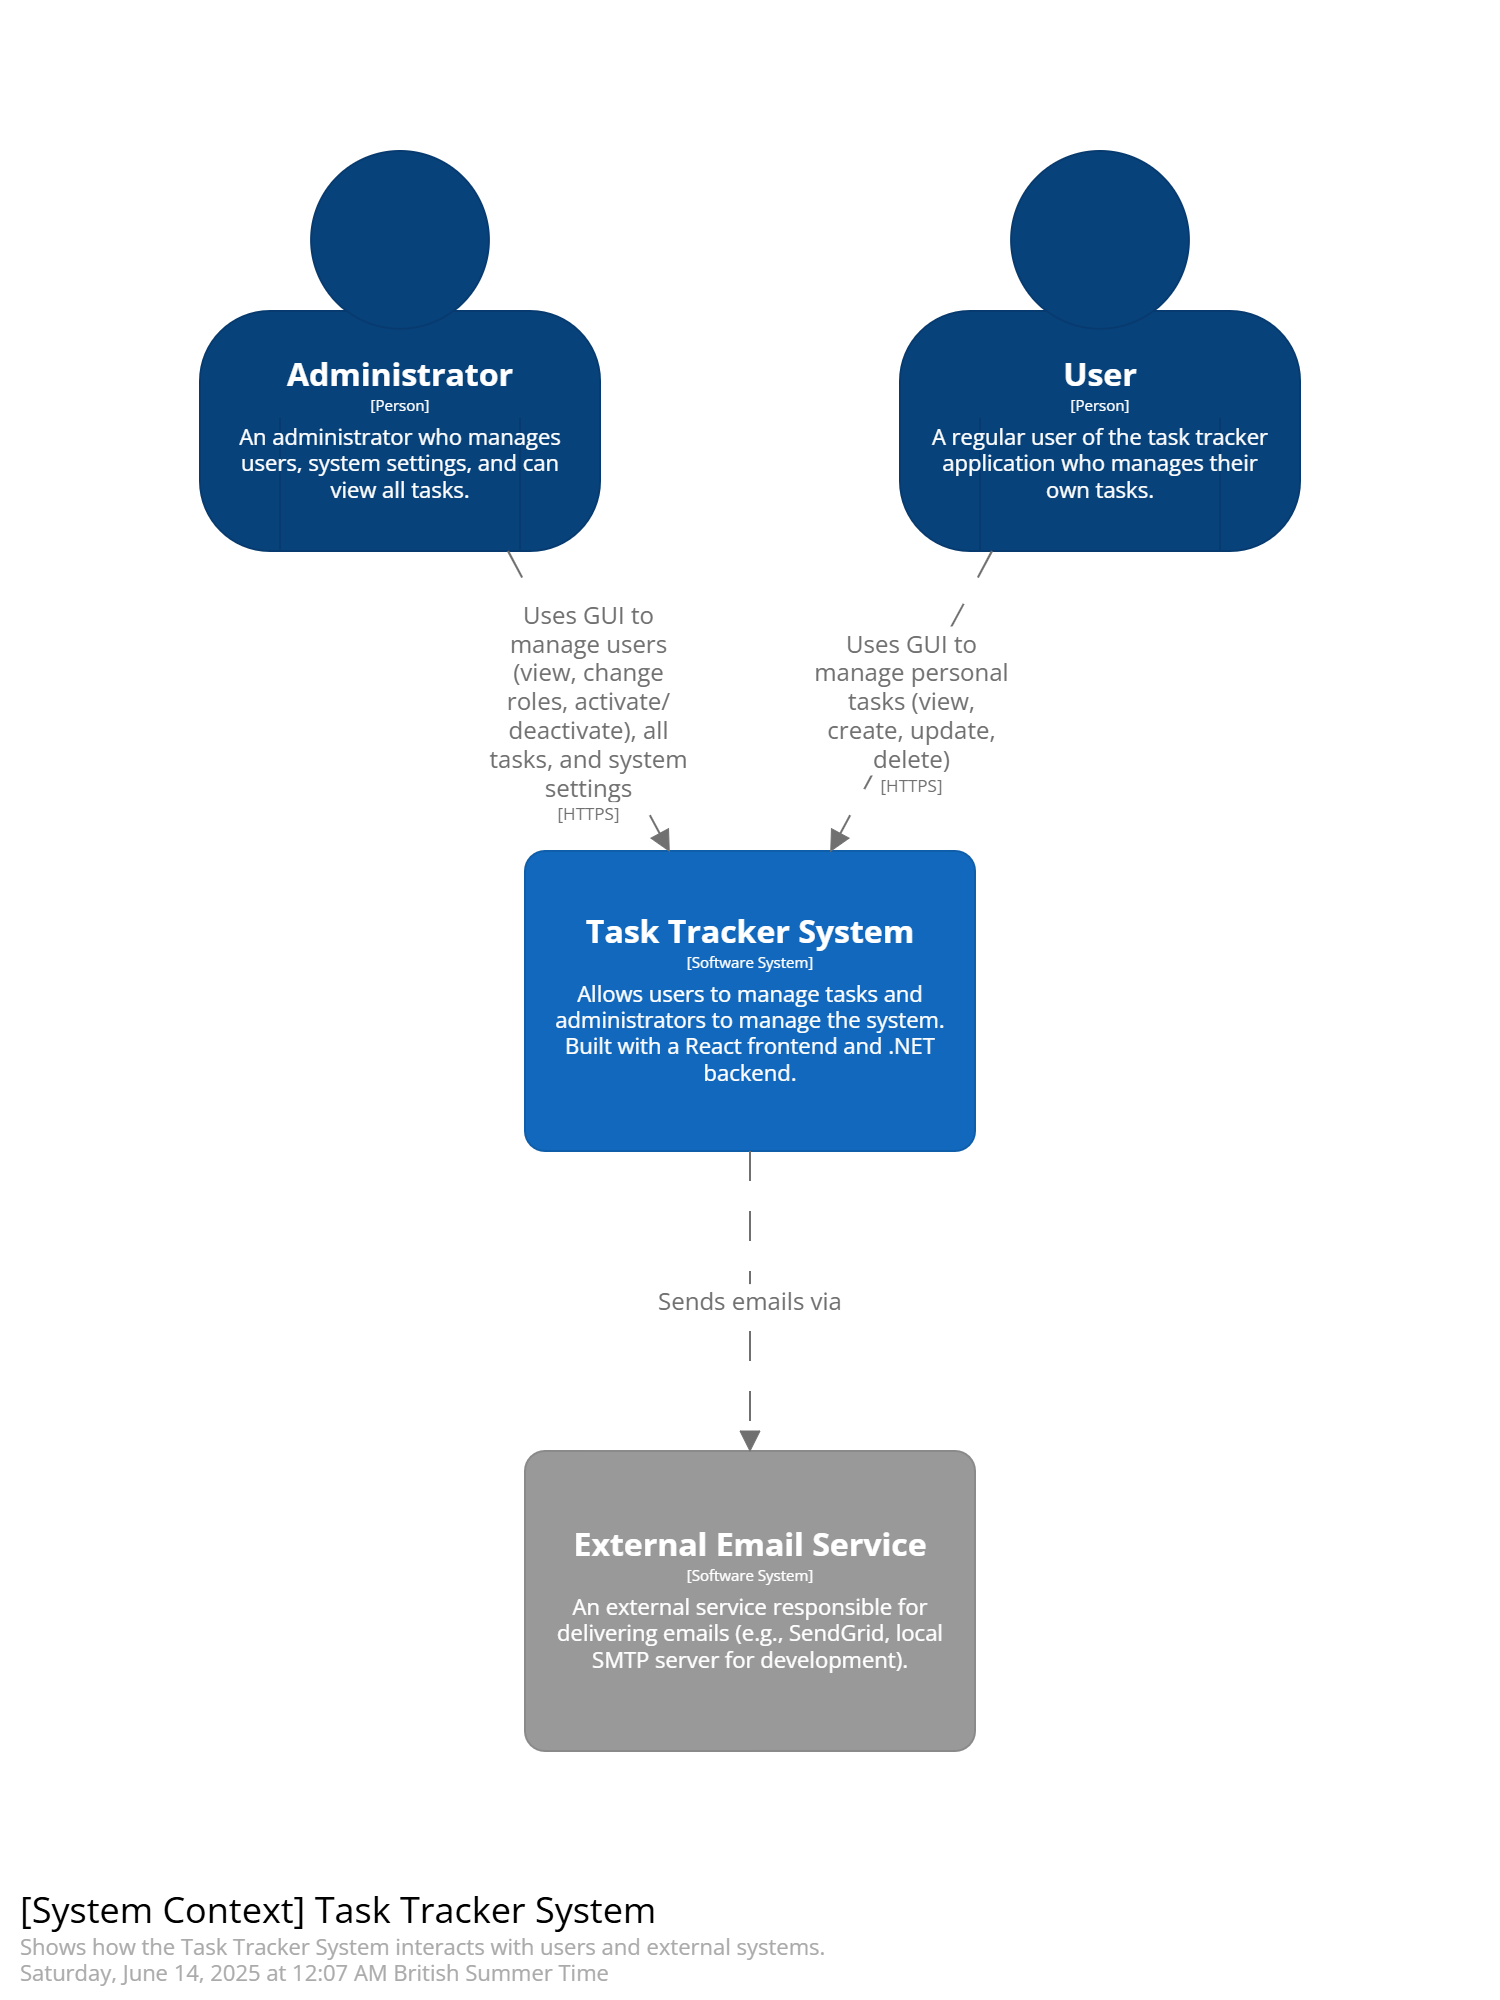 Administrator
[Person]
An administrator who manages
users, system settings, and can
view all tasks.
User
[Person]
A regular user of the task tracker
application who manages their
own tasks.
Uses GUI to
manage users
(view, change
roles, activate/
deactivate), all
tasks, and system
settings
[HTTPS]
Uses GUI to
manage personal
tasks (view,
create, update,
delete)
[HTTPS]
Task Tracker System
[Software System]
Allows users to manage tasks and
administrators to manage the system.
Built with a React frontend and .NET
backend.
Sends emails via
External Email Service
[Software System]
An external service responsible for
delivering emails (e.g., SendGrid, local
SMTP server for development).
[System Context] Task Tracker System
Shows how the Task Tracker System interacts with users and external systems.
Saturday, June 14, 2025 at 12:07 AM British Summer Time